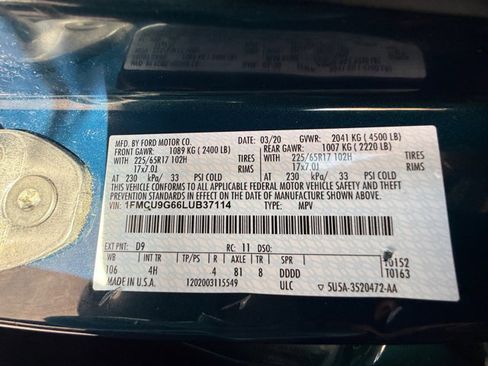 MFD. BY FORD MOTOR CO.
DATE: 03/20 GVWR: 2041 KG ( 4500 LB)
FRONT GAWR: 1089 KG ( 2400 LB) REAR GAWR: 1007 KG ( 2220 LB)
WITH 225/65R17 102H TIRES WITH 225/65R17 102H TIRES
17x7.0J RIMS 17x7.0J RIMS
AT 230 kPa/ 33 PSI COLD AT 230 kPa/ 33 PSI COLD
THIS VEHICLE CONFORMS TO ALL APPLICABLE FEDERAL MOTOR VEHICLE SAFETY AND THEFT
PREVENTION STANDARDS IN EFFECT ON THE DATE OF MANUFACTURE SHOWN ABOVE.
VIN: 1FMCU9G66LUB37114 TYPE: MPV
EXT PNT: D9 RC: 11 DSO:
WB INT TR TP/PS R AXLE TR SPR T0152
106 4H 4 81 8 DDDD T0163
MADE IN U.S.A. 1202003115549 ULC 5U5A-3520472-AA